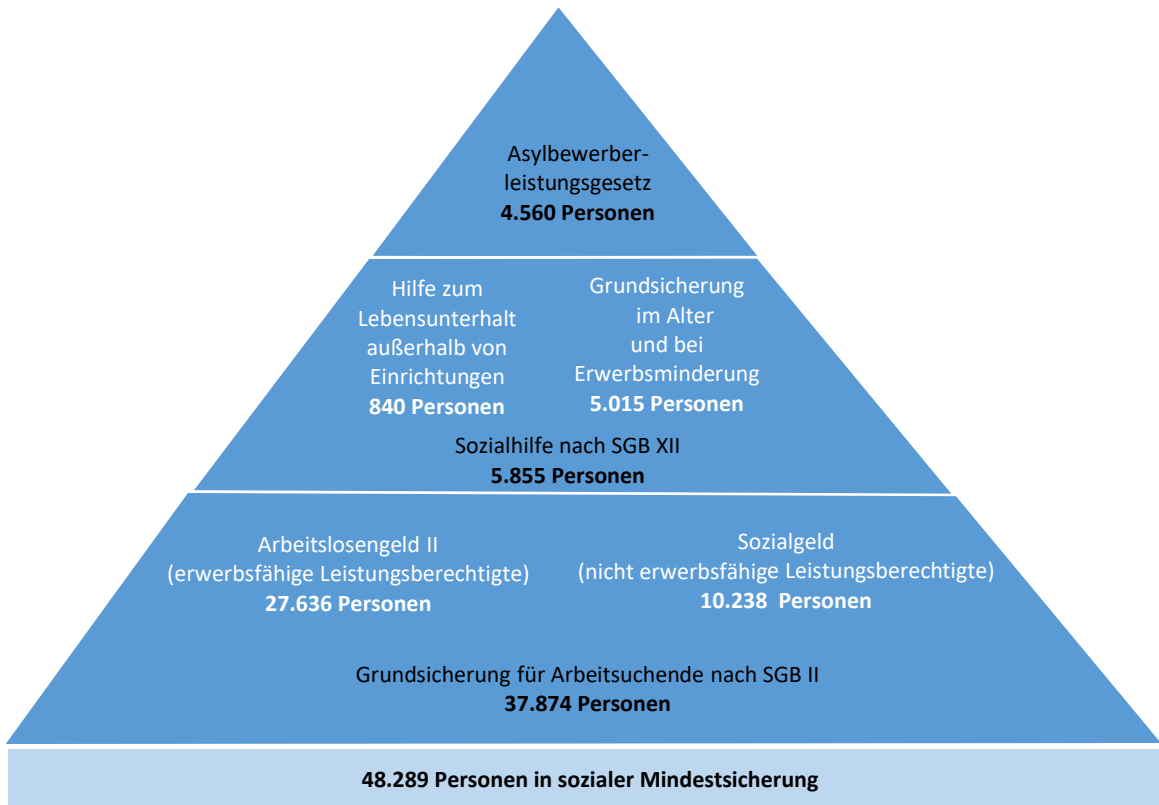 Asylbewerber-
leistungsgesetz
4.560 Personen
Hilfe zum
Lebensunterhalt
außerhalb von
Einrichtungen
840 Personen
Grundsicherung
im Alter
und bei
Erwerbsminderung
5.015 Personen
Sozialhilfe nach SGB XII
5.855 Personen
Arbeitslosengeld II
(erwerbsfähige Leistungsberechtigte)
27.636 Personen
Sozialgeld
(nicht erwerbsfähige Leistungsberechtigte)
10.238  Personen
Grundsicherung für Arbeitsuchende nach SGB II
37.874 Personen
48.289 Personen in sozialer Mindestsicherung